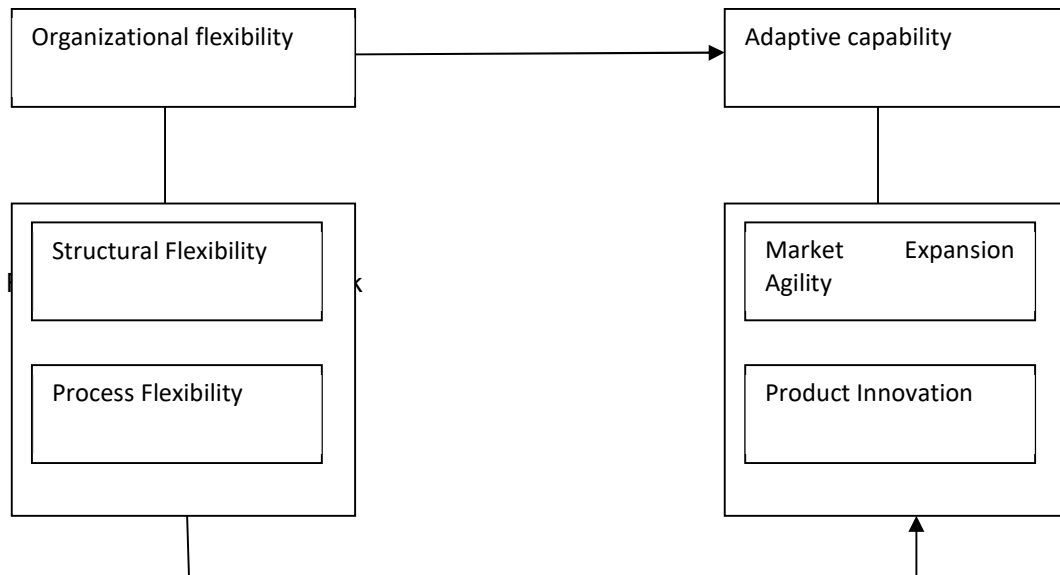 Organizational flexibility
Adaptive capability
Structural Flexibility
Market Expansion
Agility
Process Flexibility
Product Innovation